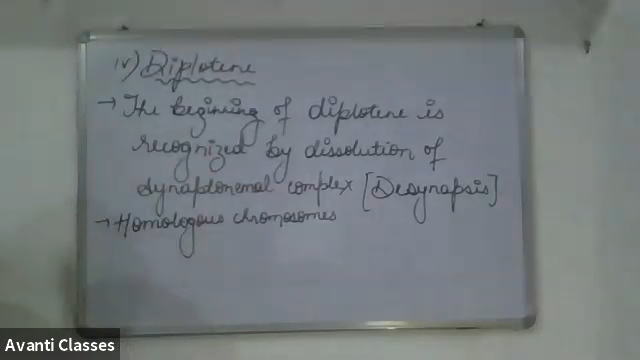 iv) Diplotene
→ The beginning of diplotene is
recognized by dissolution of
synaptonemal complex [Desynapsis]
→ Homologous chromosomes
Avanti Classes